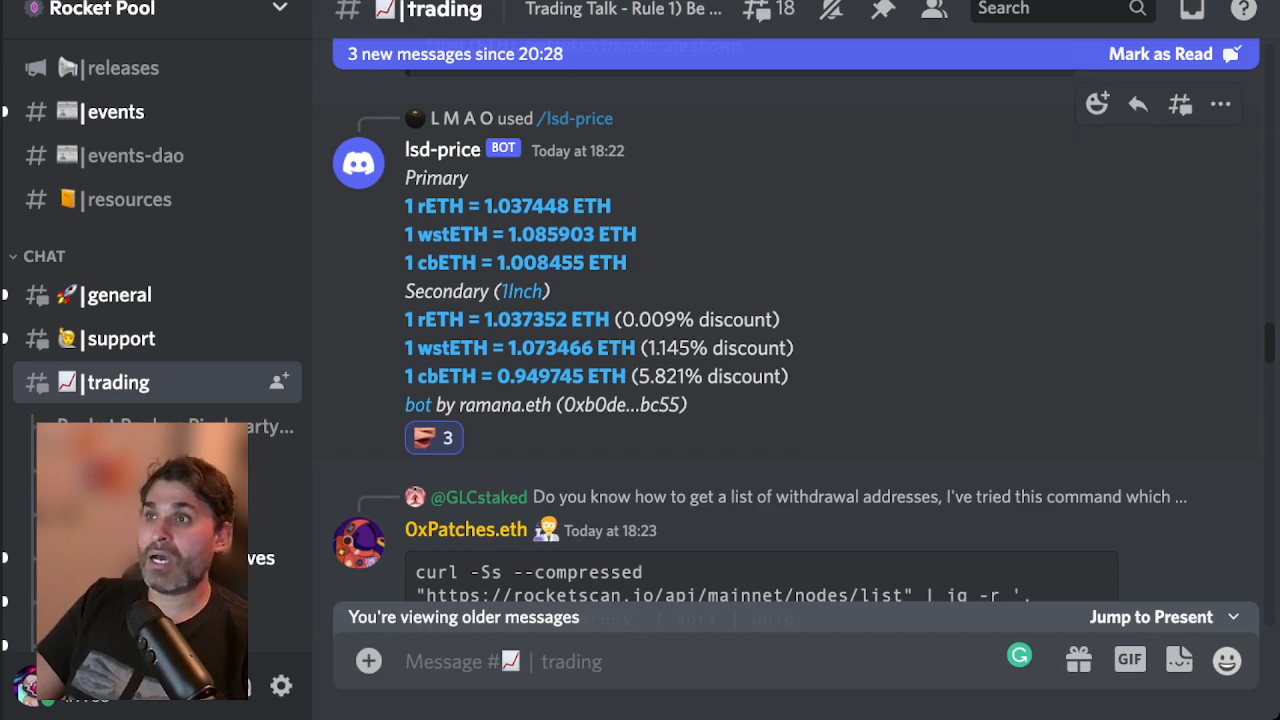 Rocket Pool
| trading
Trading Talk - Rule 1) Be ...
18
Search
3 new messages since 20:28
Mark as Read
|releases
|events
|events-dao
|resources
CHAT
|general
|support
|trading
arty...
ves
L M A O used /lsd-price
lsd-price BOT Today at 18:22
Primary
1 rETH = 1.037448 ETH
1 wstETH = 1.085903 ETH
1 cbETH = 1.008455 ETH
Secondary (1Inch)
1 rETH = 1.037352 ETH (0.009% discount)
1 wstETH = 1.073466 ETH (1.145% discount)
1 cbETH = 0.949745 ETH (5.821% discount)
bot by ramana.eth (0xb0de...bc55)
3
@GLCstaked Do you know how to get a list of withdrawal addresses, I've tried this command which ...
0xPatches.eth Today at 18:23
curl -Ss --compressed
"https://rocketscan.io/api/mainnet/nodes/list" | jq -r '.
You're viewing older messages
Jump to Present
Message # | trading
GIF